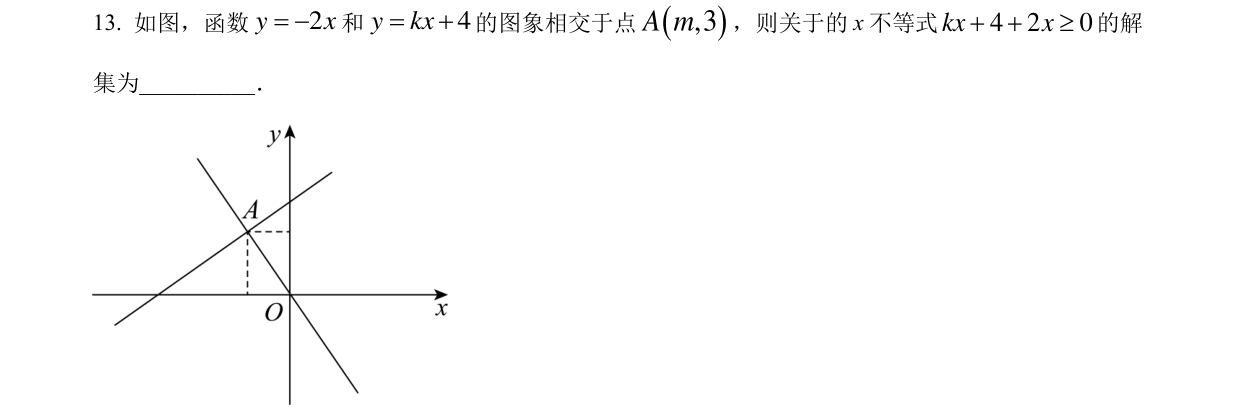 13. 如图，函数 y = −2x 和 y = kx + 4 的图象相交于点 A(m,3)，则关于的 x 不等式 kx + 4 + 2x ≥ 0 的解
集为__________．
y
A
O
x